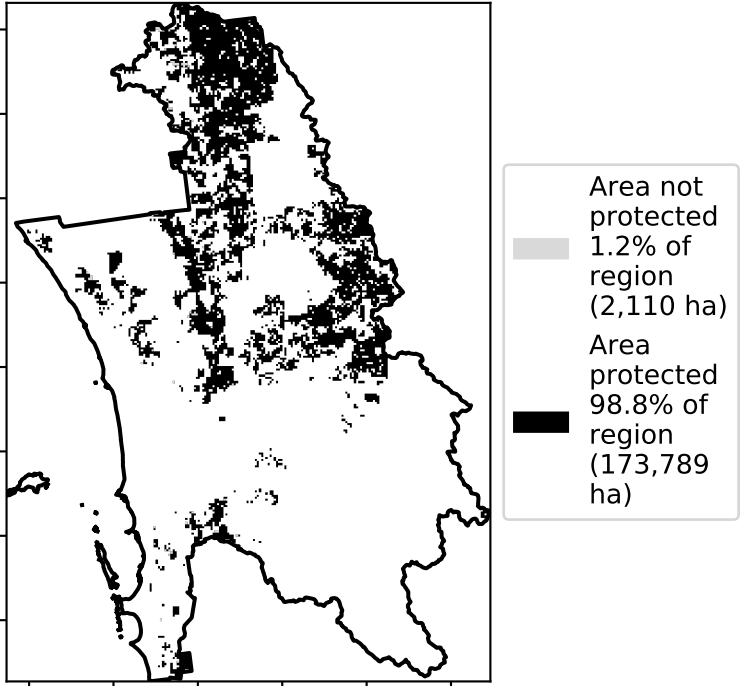 Area not
protected
1.2% of
region
(2,110 ha)
Area
protected
98.8% of
region
(173,789
ha)